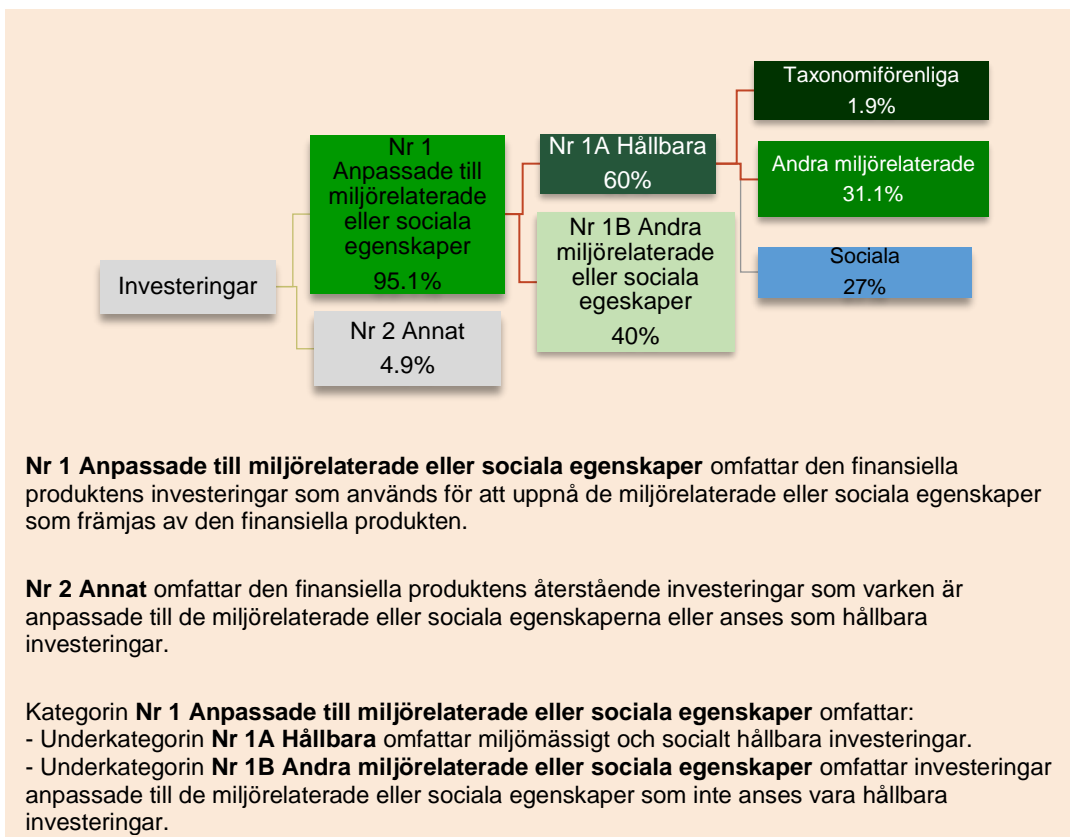 Investeringar
Nr 1
Anpassade till
miljörelaterade
eller sociala
egenskaper
95.1%
Nr 2 Annat
4.9%
Nr 1A Hållbara
60%
Nr 1B Andra
miljörelaterade
eller sociala
egeskaper
40%
Taxonomiförenliga
1.9%
Andra miljörelaterade
31.1%
Sociala
27%
Nr 1 Anpassade till miljörelaterade eller sociala egenskaper omfattar den finansiella
produktens investeringar som används för att uppnå de miljörelaterade eller sociala egenskaper
som främjas av den finansiella produkten.
Nr 2 Annat omfattar den finansiella produktens återstående investeringar som varken är
anpassade till de miljörelaterade eller sociala egenskaperna eller anses som hållbara
investeringar.
Kategorin Nr 1 Anpassade till miljörelaterade eller sociala egenskaper omfattar:
- Underkategorin Nr 1A Hållbara omfattar miljömässigt och socialt hållbara investeringar.
- Underkategorin Nr 1B Andra miljörelaterade eller sociala egenskaper omfattar investeringar
anpassade till de miljörelaterade eller sociala egenskaper som inte anses vara hållbara
investeringar.